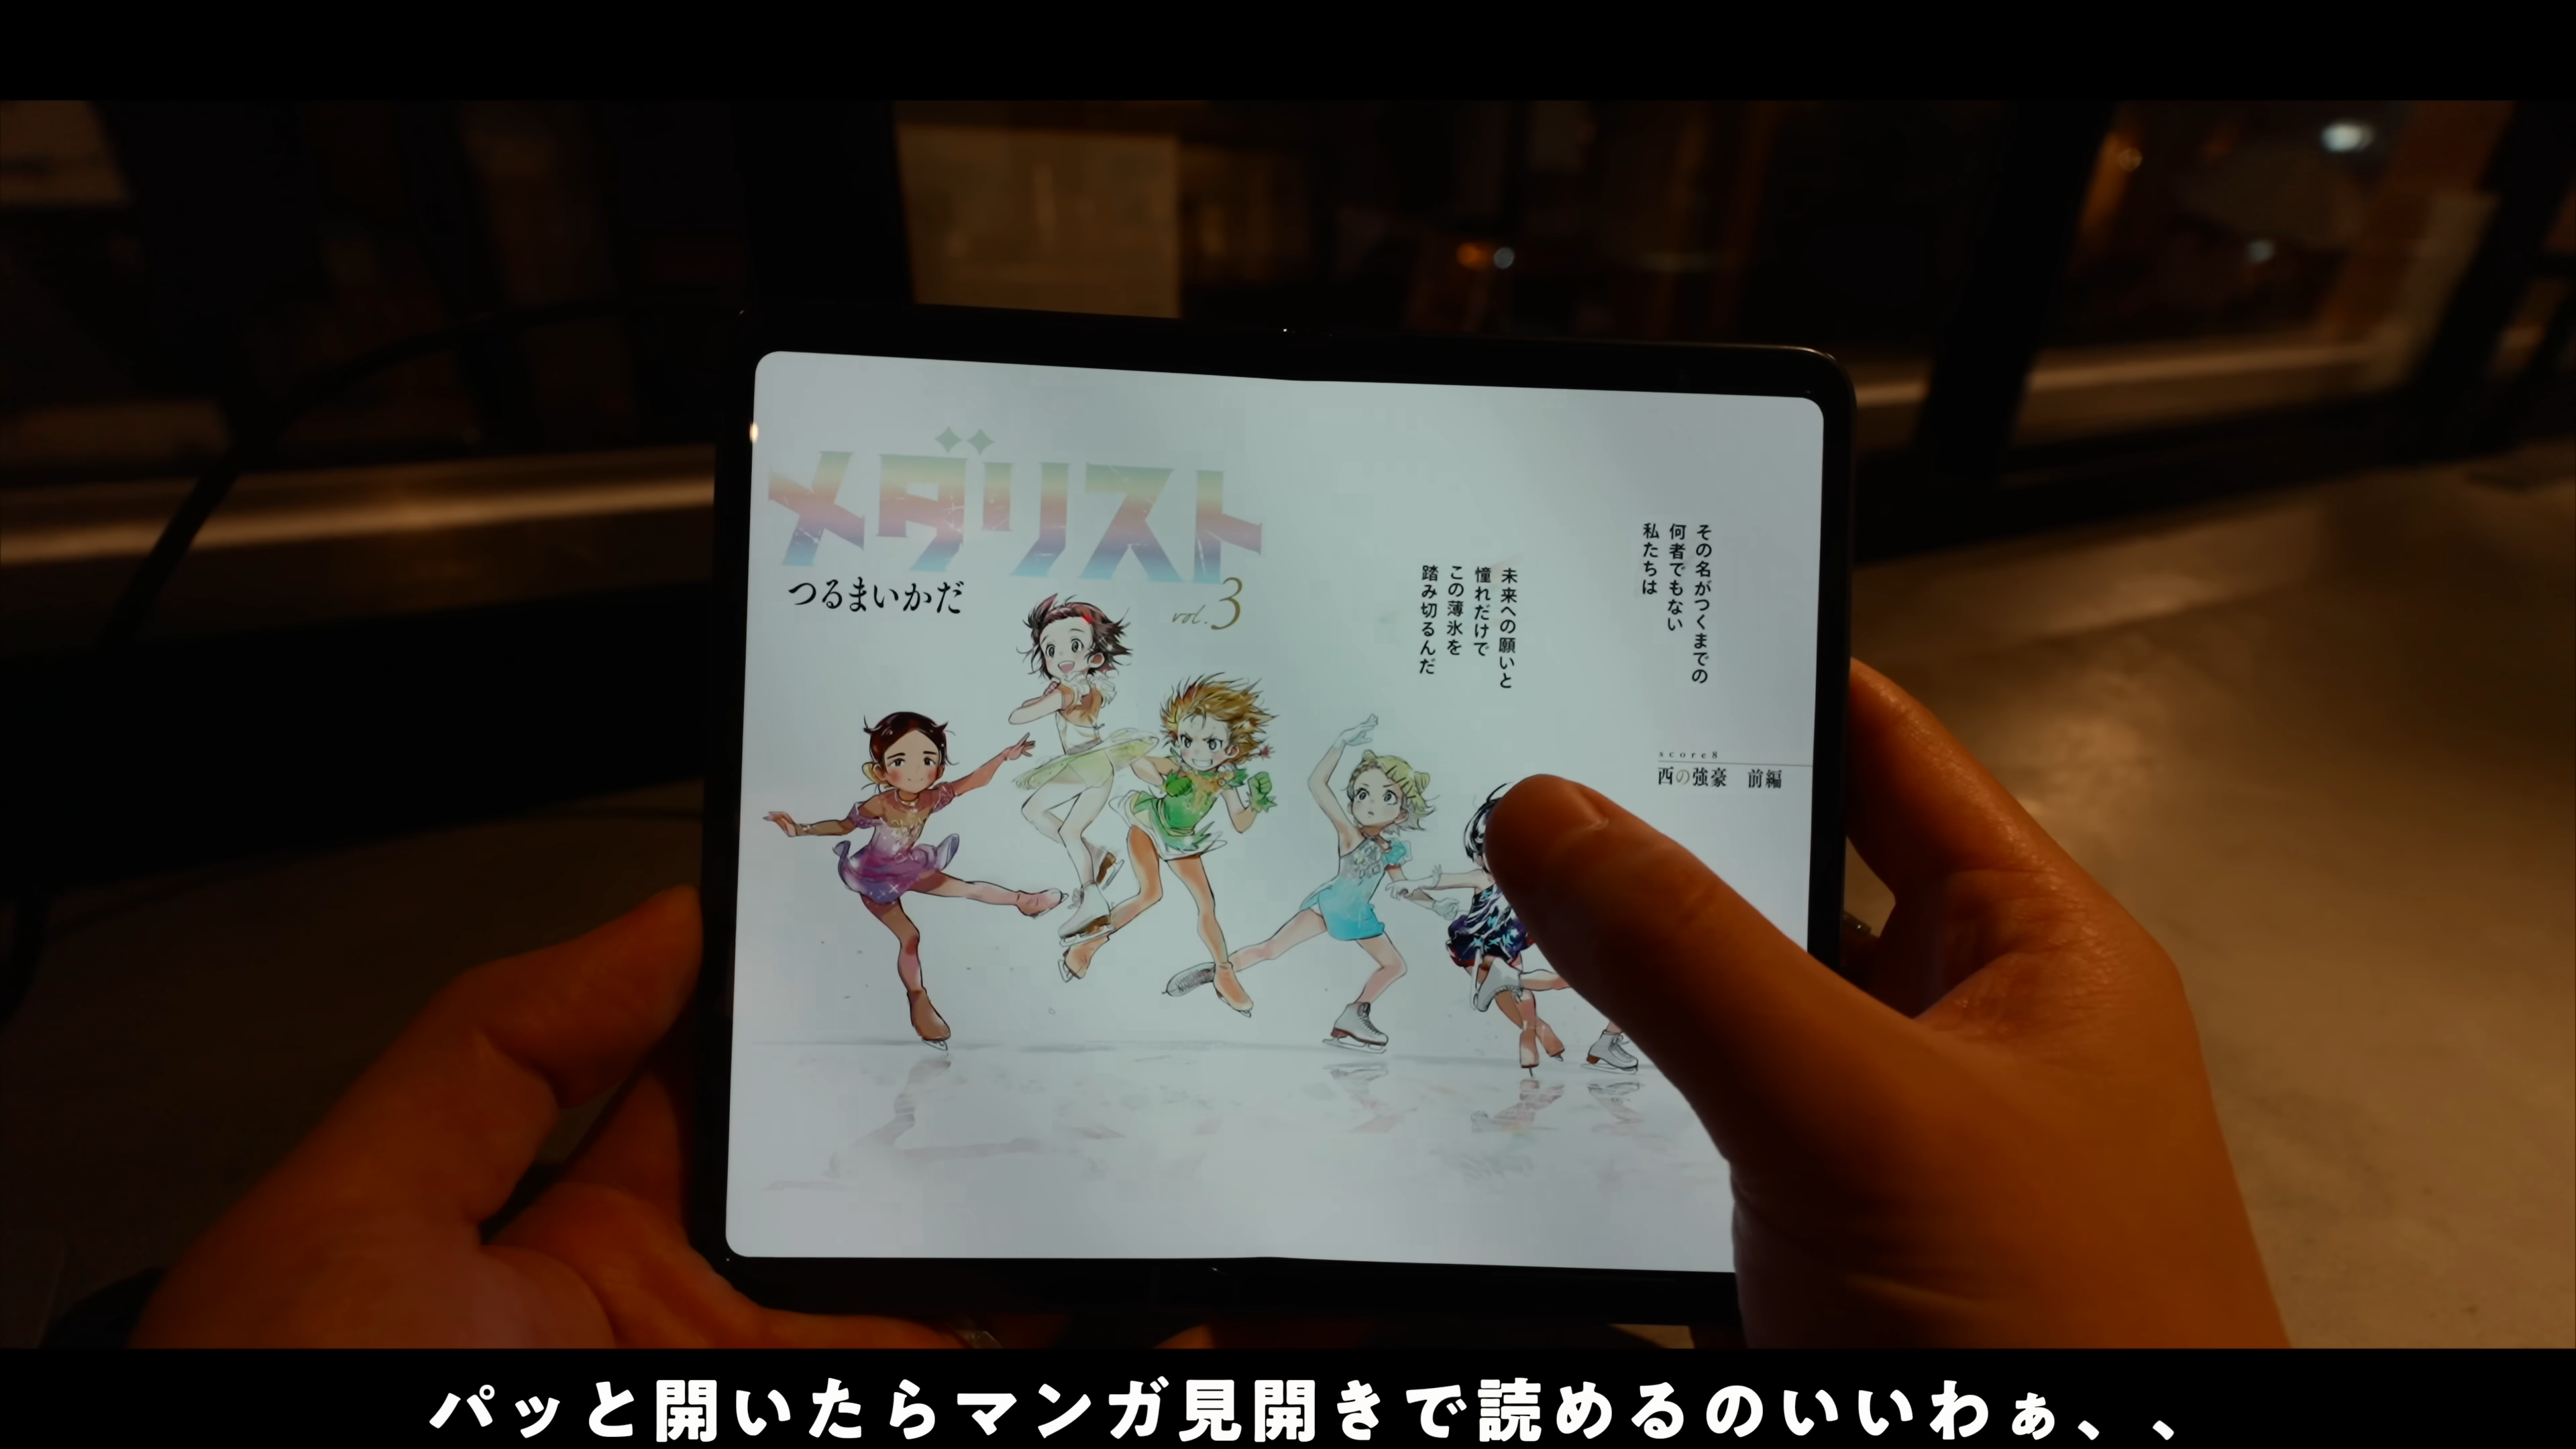 メダリスト
つるまいかだ
vol.3
その名がつくまでの
何者でもない
私たちは
未来への願いと
憧れだけで
この薄氷を
踏み切るんだ
score8
西の強豪 前編
パッと開いたらマンガ見開きで読めるのいいわぁ、、